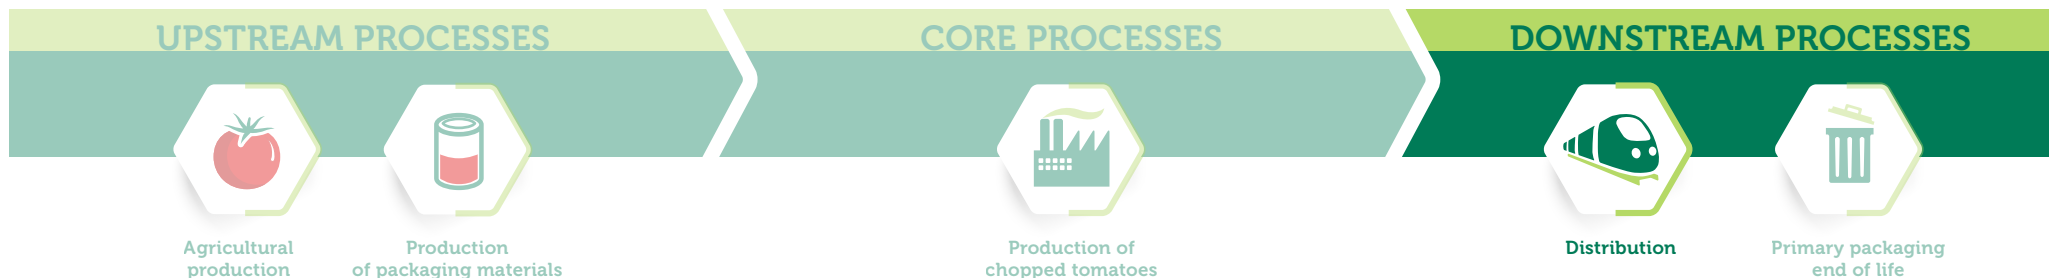 UPSTREAM PROCESSES
CORE PROCESSES
DOWNSTREAM PROCESSES
Agricultural
production
Production
of packaging materials
Production of
chopped tomatoes
Distribution
Primary packaging
end of life